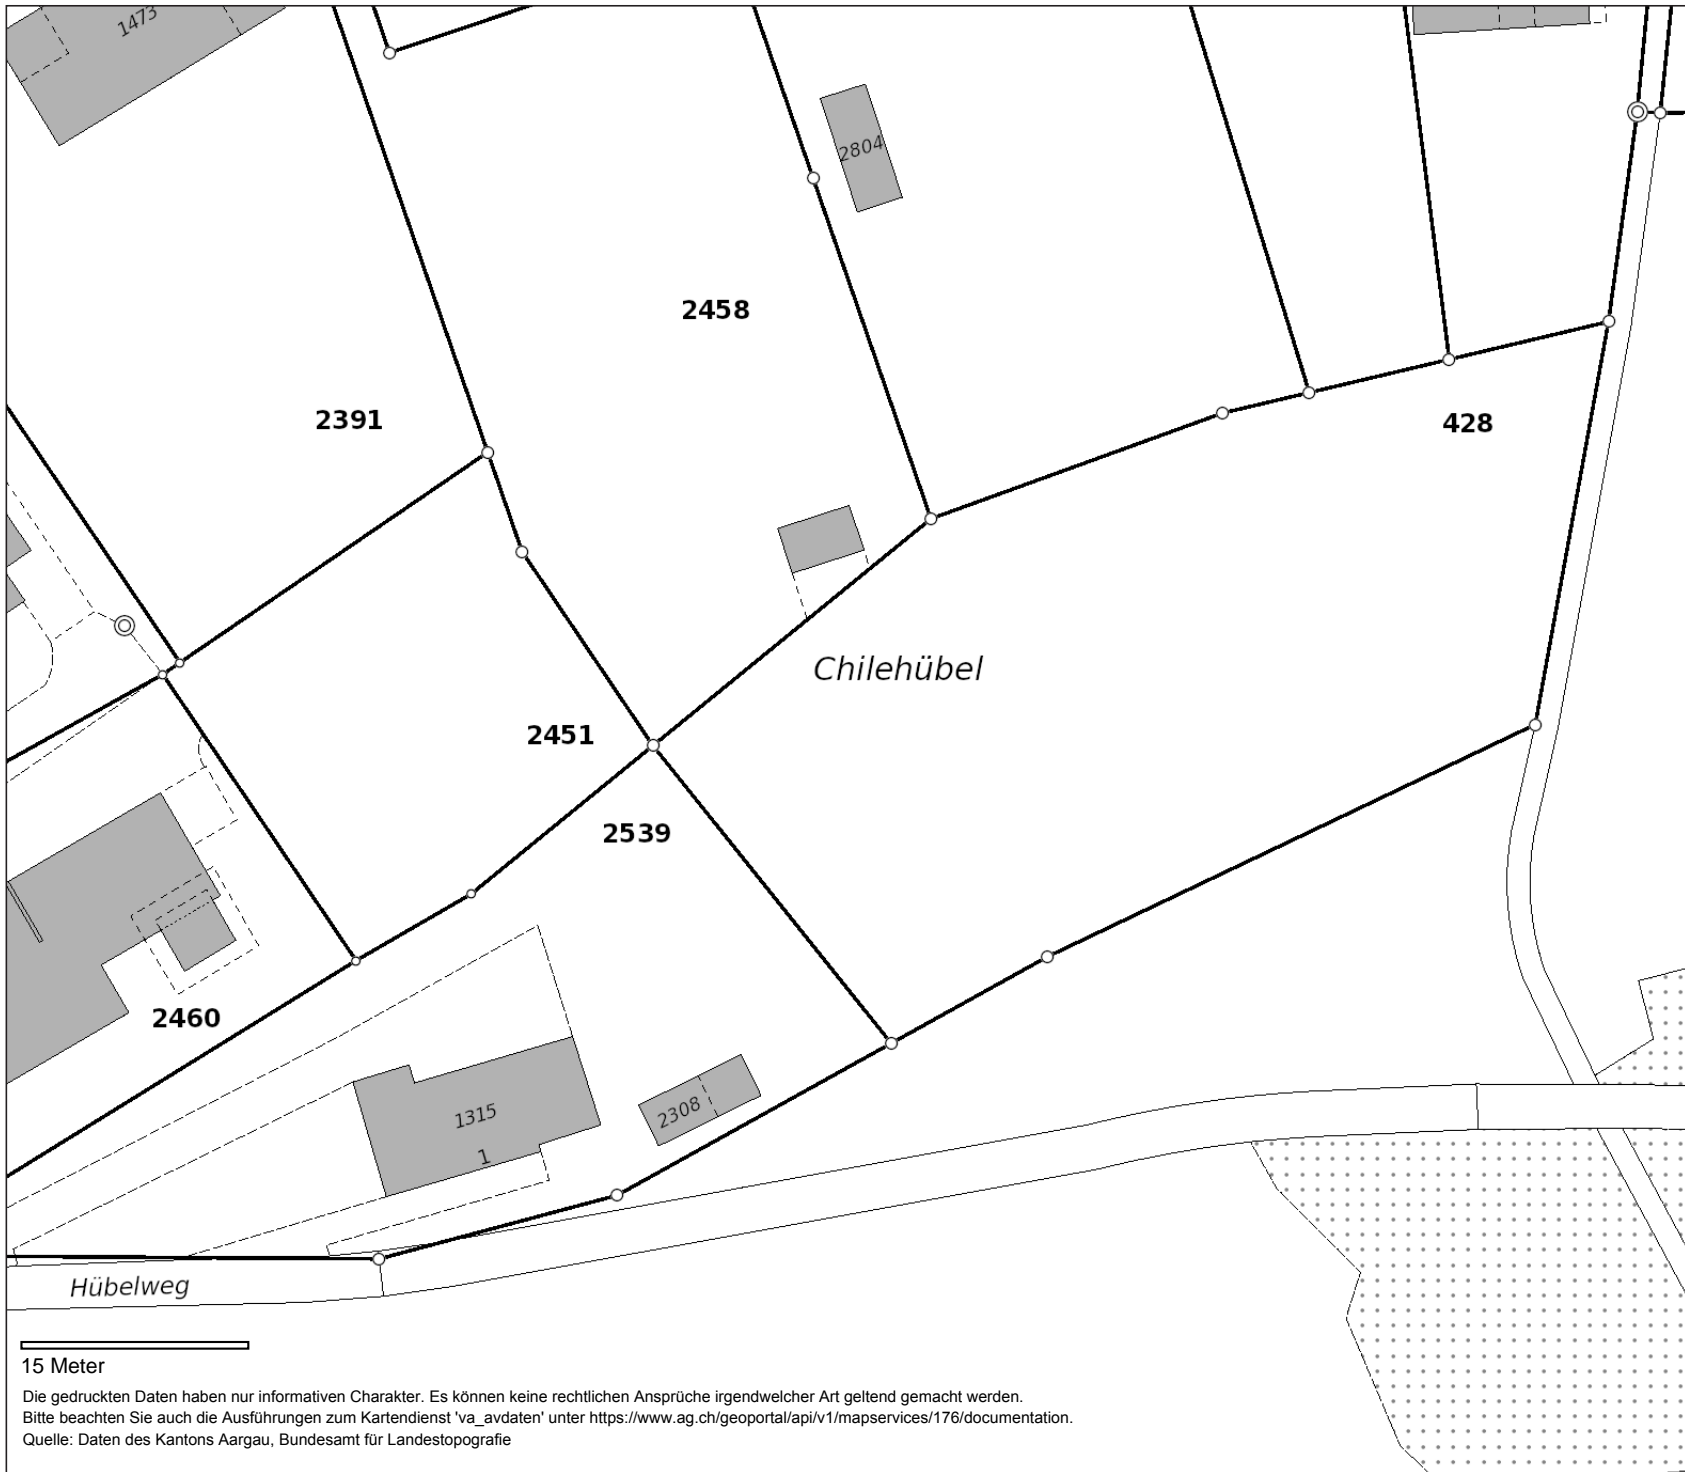 1473
2804
2458
2391
428
Chilehübel
2451
2539
2460
1315
2308
1
Hübelweg
15 Meter
Die gedruckten Daten haben nur informativen Charakter. Es können keine rechtlichen Ansprüche irgendwelcher Art geltend gemacht werden.
Bitte beachten Sie auch die Ausführungen zum Kartendienst 'va_avdaten' unter https://www.ag.ch/geoportal/api/v1/mapservices/176/documentation.
Quelle: Daten des Kantons Aargau, Bundesamt für Landestopografie